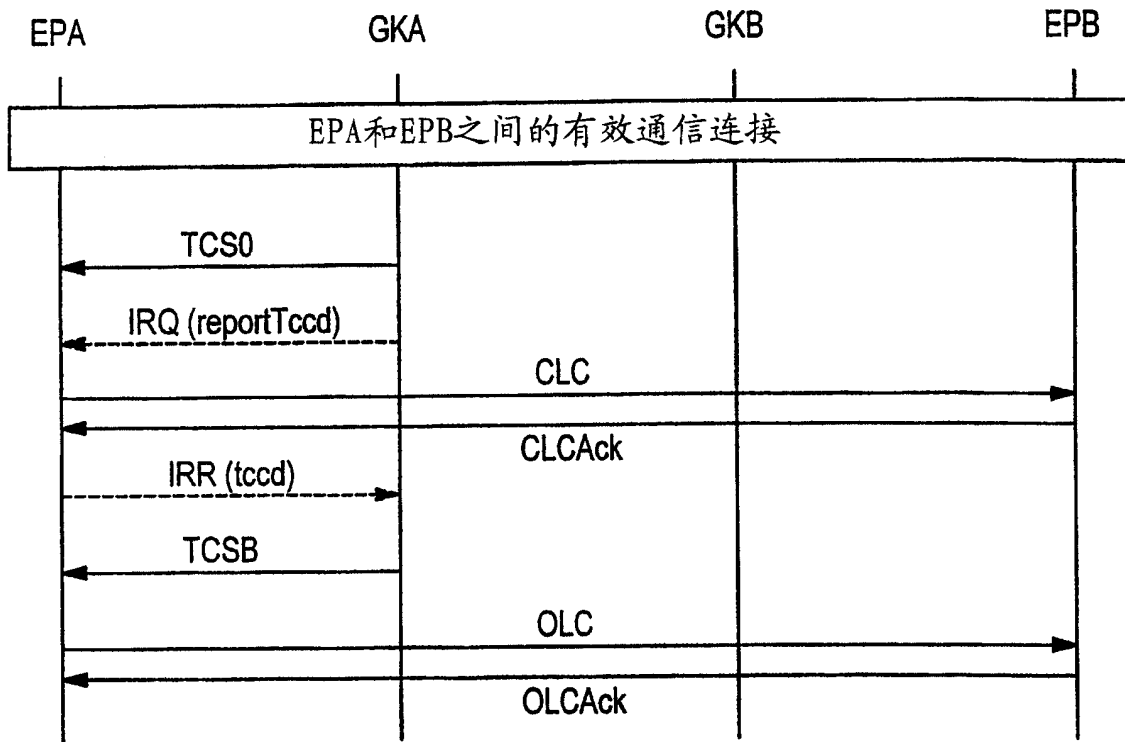 EPA
GKA
GKB
EPB
EPA和EPB之间的有效通信连接
TCS0
IRQ (reportTccd)
CLC
CLCAck
IRR (tccd)
TCSB
OLC
OLCAck